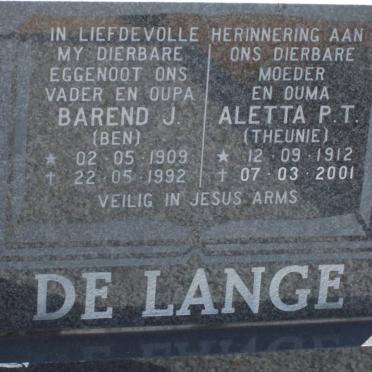 IN LIEFDEVOLLE HERINNERING AAN
MY DIERBARE
EGGENOOT ONS
VADER EN OUPA
BAREND J.
(BEN)
★ 02·05·1909
† 22·05·1992
ONS DIERBARE
MOEDER
EN OUMA
ALETTA P.T.
(THEUNIE)
★ 12·09·1912
† 07·03·2001
VEILIG IN JESUS ARMS
DE LANGE